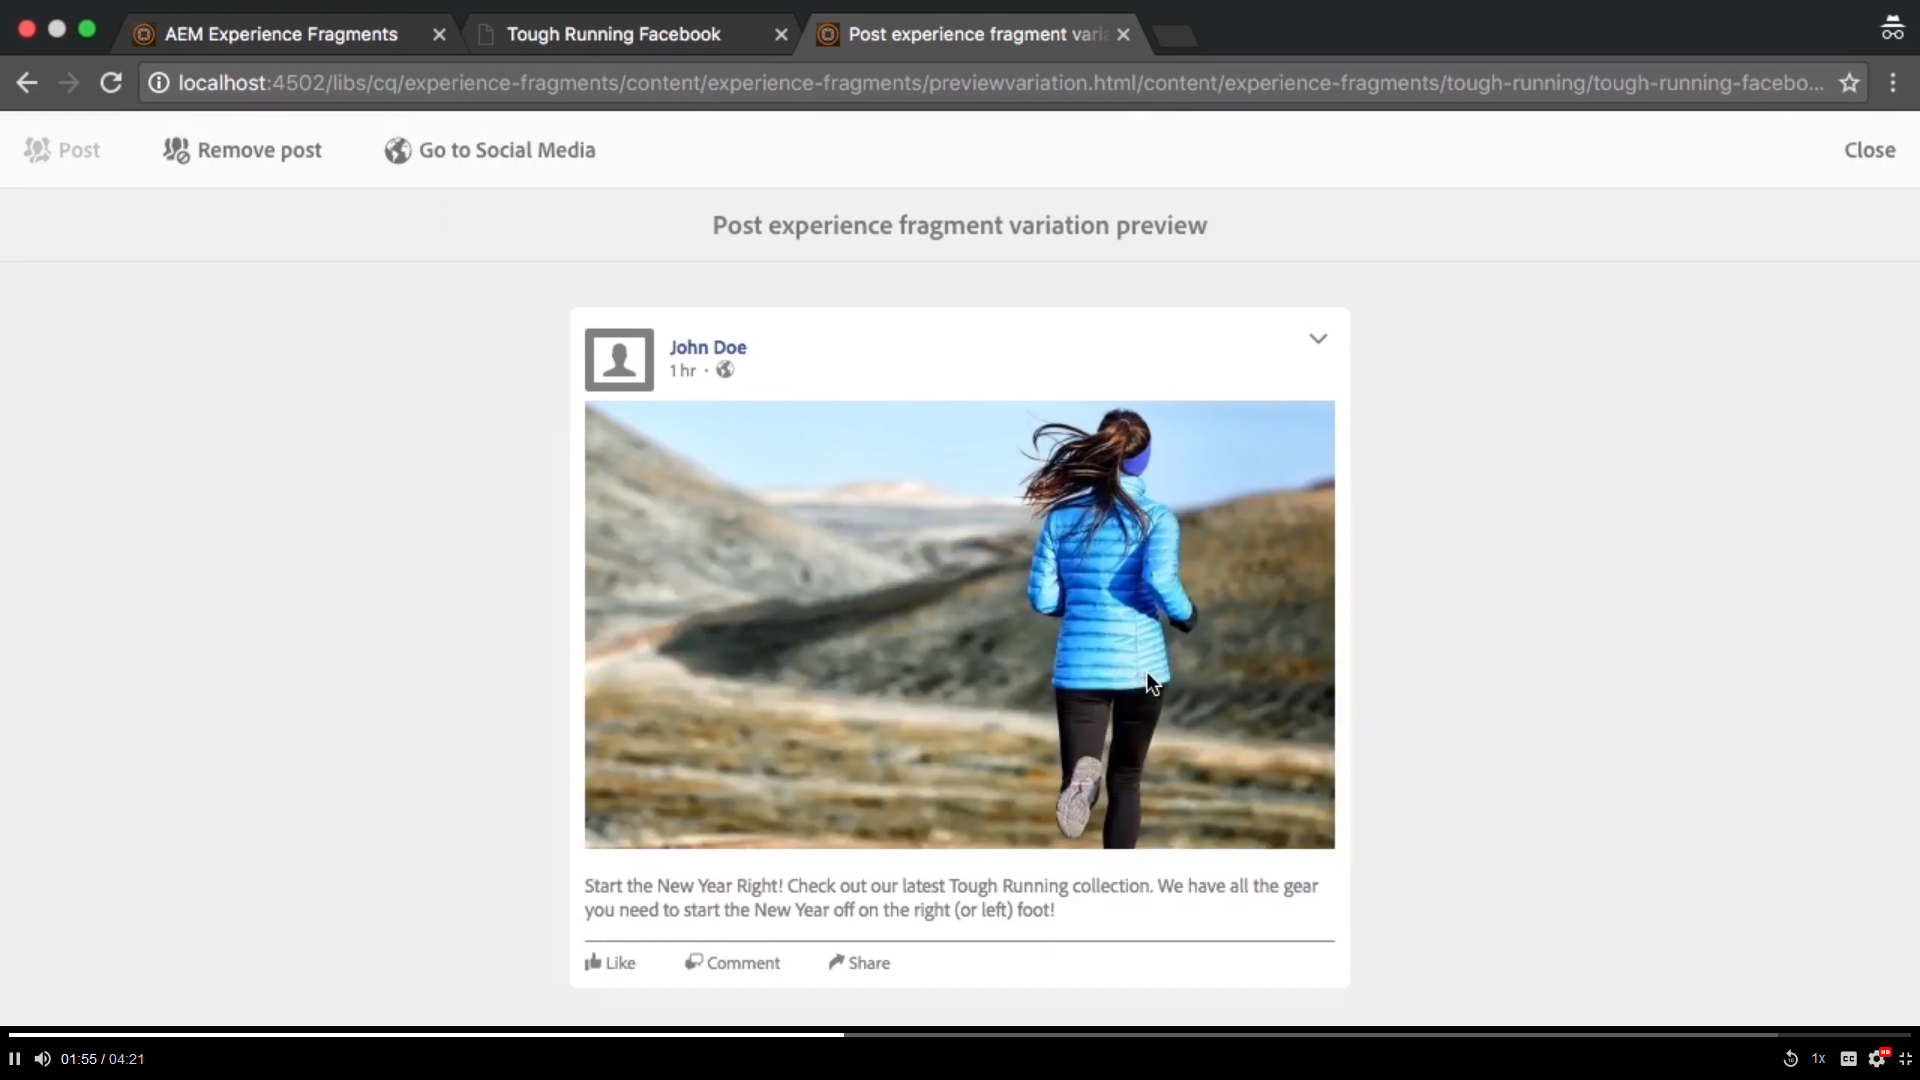 AEM Experience Fragments
Tough Running Facebook
Post experience fragment vari
localhost:4502/libs/cq/experience-fragments/content/experience-fragments/previewvariation.html/content/experience-fragments/tough-running/tough-running-facebo...
Post
Remove post
Go to Social Media
Close
Post experience fragment variation preview
John Doe
1 hr ·
Start the New Year Right! Check out our latest Tough Running collection. We have all the gear
you need to start the New Year off on the right (or left) foot!
Like
Comment
Share
01:55 / 04:21
1x
CC
HD